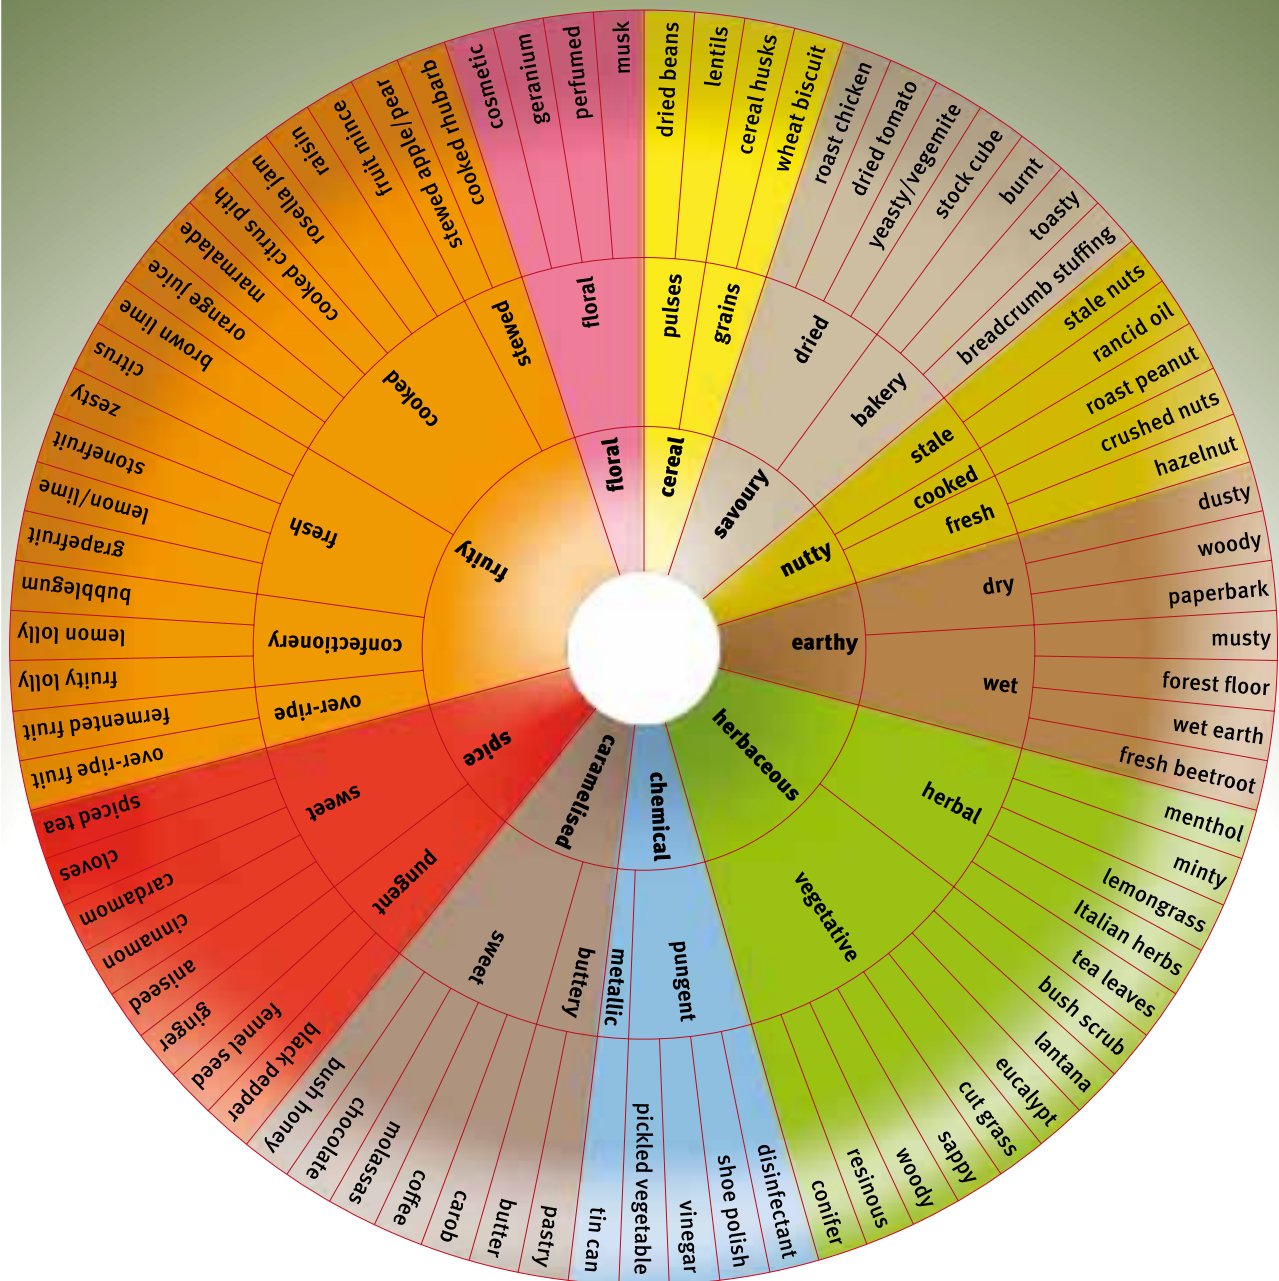 floral
cereal
savoury
nutty
earthy
herbaceous
chemical
caramelised
spice
fruity
floral
pulses
grains
dried
bakery
stale
cooked
fresh
dry
wet
herbal
vegetative
pungent
metallic
buttery
sweet
pungent
sweet
over-ripe
confectionery
fresh
cooked
stewed
cosmetic
geranium
perfumed
musk
dried beans
lentils
cereal husks
wheat biscuit
roast chicken
dried tomato
yeasty/vegemite
stock cube
burnt
toasty
breadcrumb stuffing
stale nuts
rancid oil
roast peanut
crushed nuts
hazelnut
dusty
woody
paperbark
musty
forest floor
wet earth
fresh beetroot
menthol
minty
lemongrass
Italian herbs
tea leaves
bush scrub
lantana
eucalypt
cut grass
sappy
woody
resinous
conifer
disinfectant
shoe polish
vinegar
pickled vegetable
tin can
pastry
butter
carob
coffee
molassas
chocolate
bush honey
black pepper
fennel seed
ginger
aniseed
cinnamon
cardamom
cloves
spiced tea
over-ripe fruit
fermented fruit
fruity lolly
lemon lolly
bubblegum
grapefruit
lemon/lime
stonefruit
zesty
citrus
brown lime
orange juice
marmalade
cooked citrus pith
rosella jam
raisin
fruit mince
stewed apple/pear
cooked rhubarb